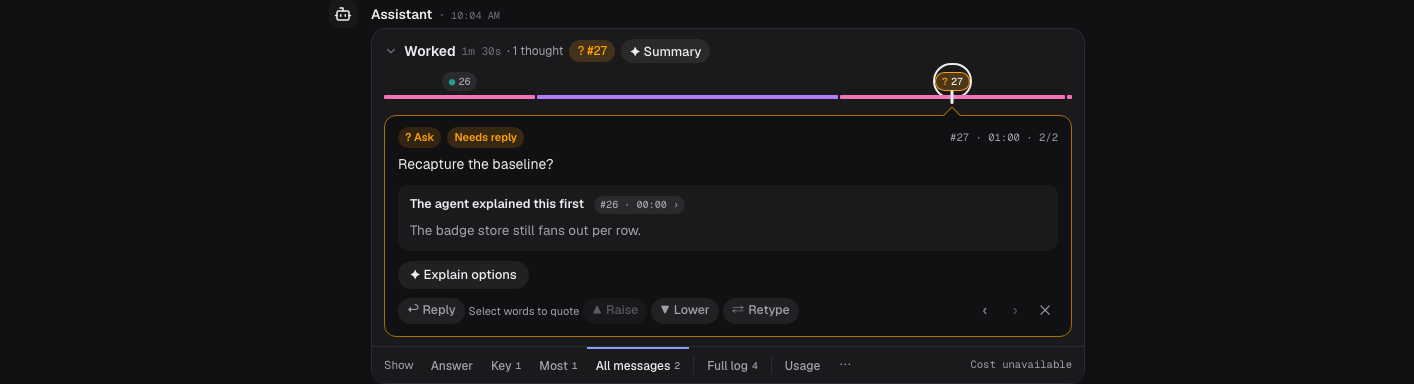 Assistant · 10:04 AM
Worked 1m 30s · 1 thought ? #27 ✦ Summary
26 ? 27
? Ask Needs reply #27 · 01:00 · 2/2
Recapture the baseline?
The agent explained this first #26 · 00:00 ›
The badge store still fans out per row.
✦ Explain options
↩ Reply Select words to quote ▲ Raise ▼ Lower ⇄ Retype ‹ › ×
Show Answer Key 1 Most 1 All messages 2 Full log 4 Usage ··· Cost unavailable